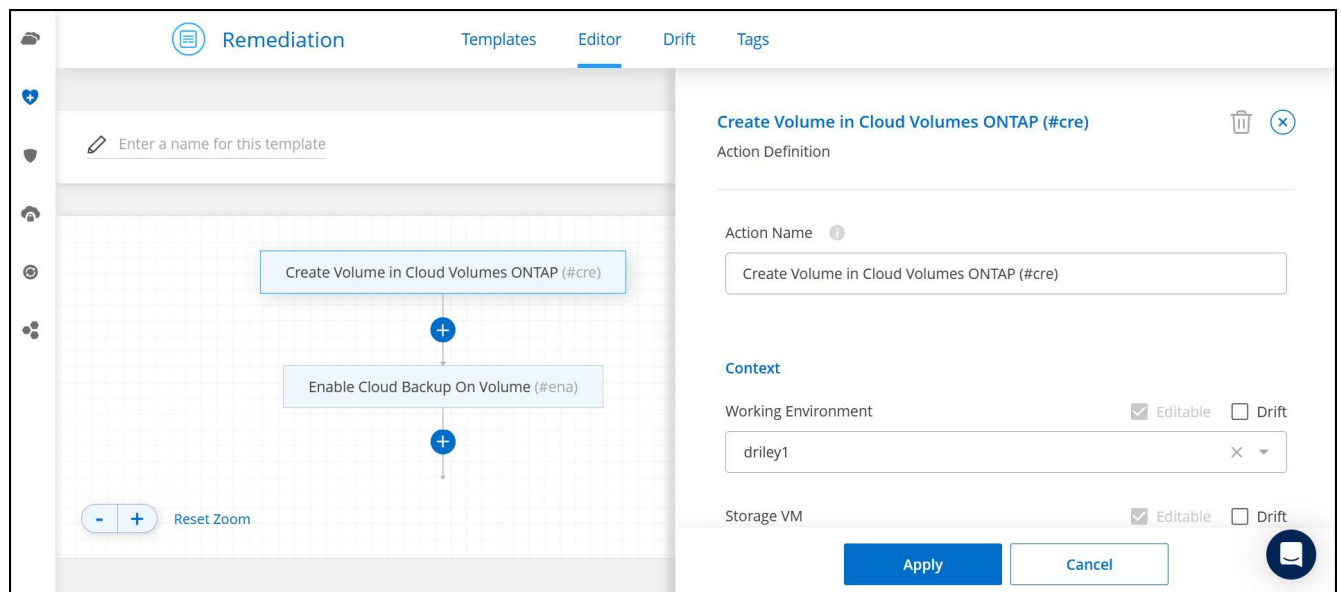 Remediation
Templates
Editor
Drift
Tags
Enter a name for this template
Create Volume in Cloud Volumes ONTAP (#cre)
Enable Cloud Backup On Volume (#ena)
- +
Reset Zoom
Create Volume in Cloud Volumes ONTAP (#cre)
Action Definition
Action Name
Create Volume in Cloud Volumes ONTAP (#cre)
Context
Working Environment
Editable
Drift
driley1
Storage VM
Editable
Drift
Apply
Cancel